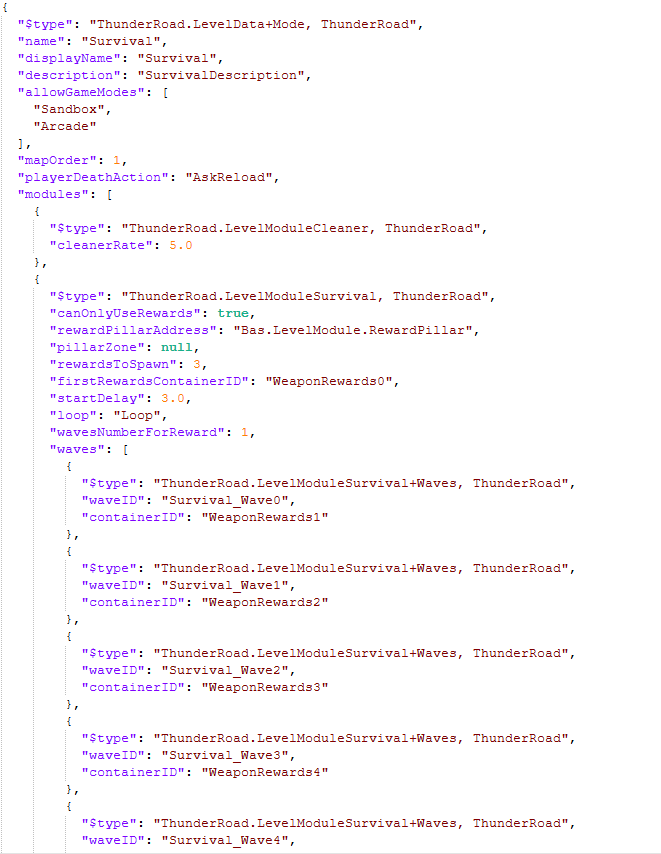 {
"$type": "ThunderRoad.LevelData+Mode, ThunderRoad",
"name": "Survival",
"displayName": "Survival",
"description": "SurvivalDescription",
"allowGameModes": [
"Sandbox",
"Arcade"
],
"mapOrder": 1,
"playerDeathAction": "AskReload",
"modules": [
{
"$type": "ThunderRoad.LevelModuleCleaner, ThunderRoad",
"cleanerRate": 5.0
},
{
"$type": "ThunderRoad.LevelModuleSurvival, ThunderRoad",
"canOnlyUseRewards": true,
"rewardPillarAddress": "Bas.LevelModule.RewardPillar",
"pillarZone": null,
"rewardsToSpawn": 3,
"firstRewardsContainerID": "WeaponRewards0",
"startDelay": 3.0,
"loop": "Loop",
"wavesNumberForReward": 1,
"waves": [
{
"$type": "ThunderRoad.LevelModuleSurvival+Waves, ThunderRoad",
"waveID": "Survival_Wave0",
"containerID": "WeaponRewards1"
},
{
"$type": "ThunderRoad.LevelModuleSurvival+Waves, ThunderRoad",
"waveID": "Survival_Wave1",
"containerID": "WeaponRewards2"
},
{
"$type": "ThunderRoad.LevelModuleSurvival+Waves, ThunderRoad",
"waveID": "Survival_Wave2",
"containerID": "WeaponRewards3"
},
{
"$type": "ThunderRoad.LevelModuleSurvival+Waves, ThunderRoad",
"waveID": "Survival_Wave3",
"containerID": "WeaponRewards4"
},
{
"$type": "ThunderRoad.LevelModuleSurvival+Waves, ThunderRoad",
"waveID": "Survival_Wave4",